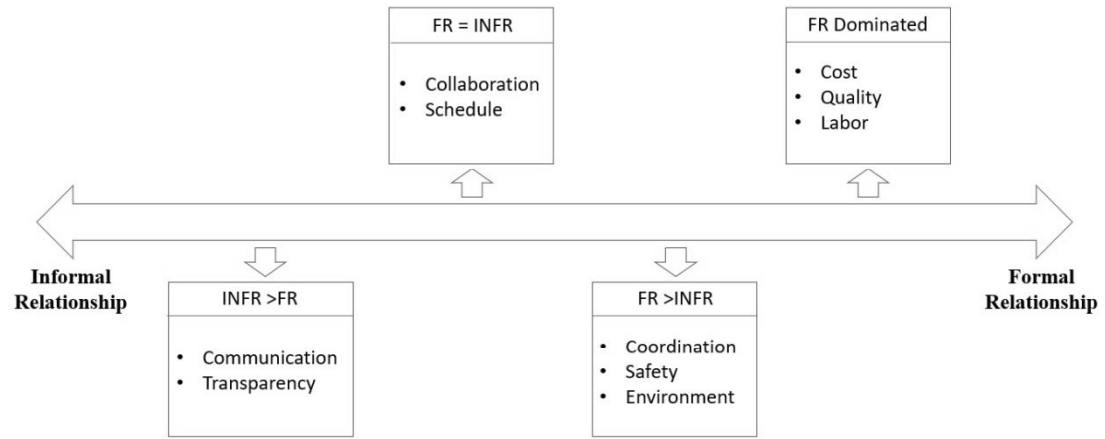 FR = INFR
• Collaboration
• Schedule
FR Dominated
• Cost
• Quality
• Labor
Informal
Relationship
Formal
Relationship
INFR >FR
• Communication
• Transparency
FR >INFR
• Coordination
• Safety
• Environment